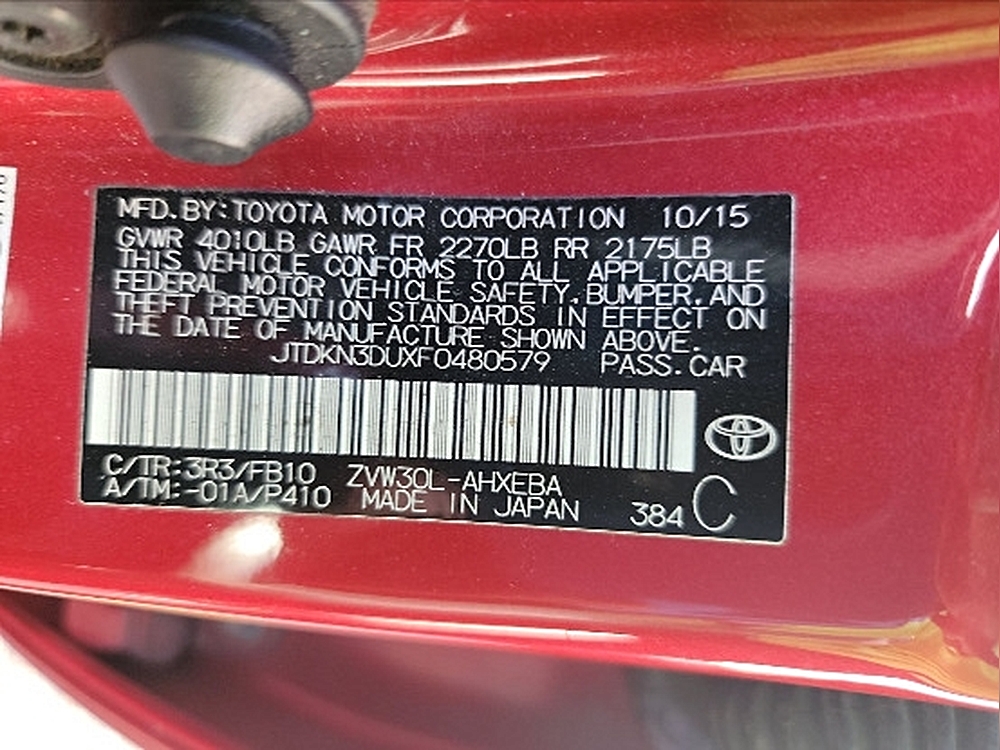 MFD.BY:TOYOTA MOTOR CORPORATION 10/15
GVWR 4010LB GAWR FR 2270LB RR 2175LB
THIS VEHICLE CONFORMS TO ALL APPLICABLE
FEDERAL MOTOR VEHICLE SAFETY,BUMPER,AND
THEFT PREVENTION STANDARDS IN EFFECT ON
THE DATE OF MANUFACTURE SHOWN ABOVE.
JTDKN3DUXF0480579 PASS.CAR
C/TR:3R3/FB10 ZVW30L-AHXEBA
A/TM:-01A/P410 MADE IN JAPAN 384 C